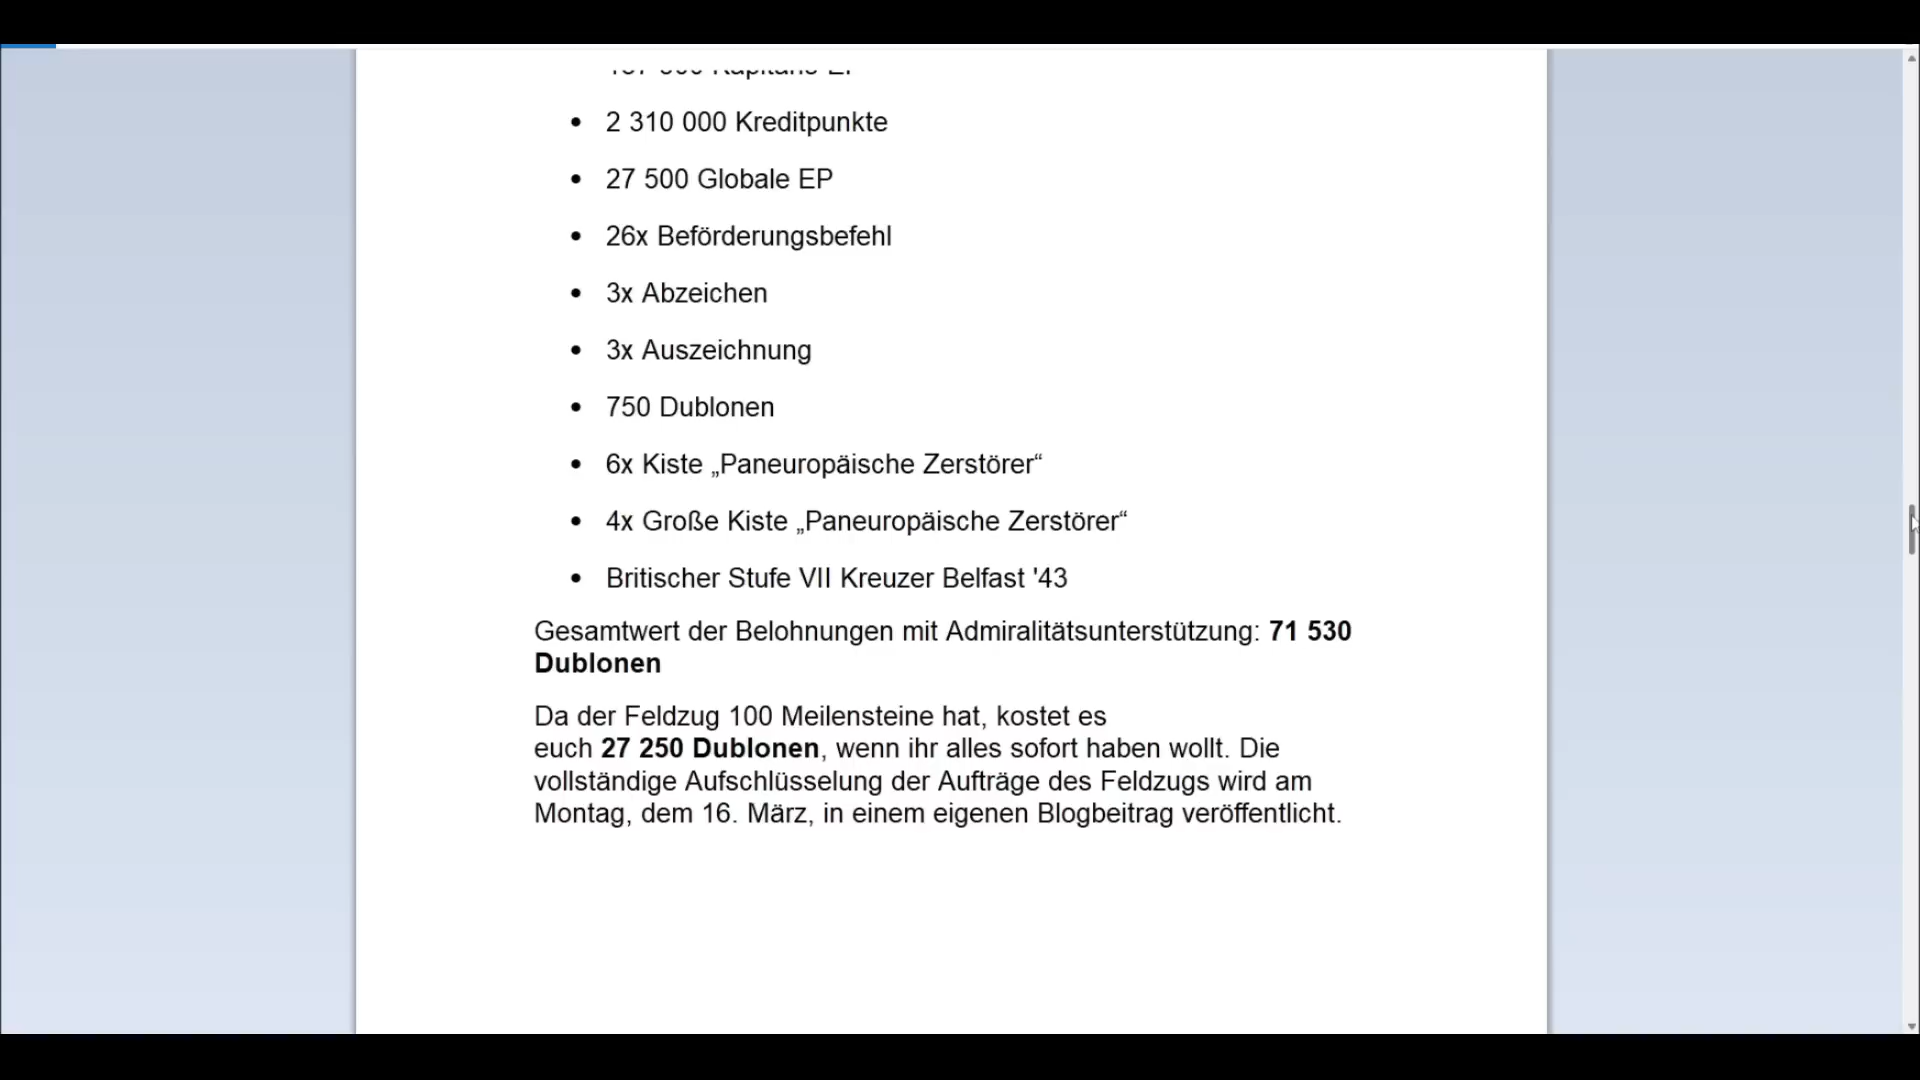 2 310 000 Kreditpunkte
27 500 Globale EP
26x Beförderungsbefehl
3x Abzeichen
3x Auszeichnung
750 Dublonen
6x Kiste „Paneuropäische Zerstörer“
4x Große Kiste „Paneuropäische Zerstörer“
Britischer Stufe VII Kreuzer Belfast '43
Gesamtwert der Belohnungen mit Admiralitätsunterstützung: 71 530
Dublonen
Da der Feldzug 100 Meilensteine hat, kostet es
euch 27 250 Dublonen, wenn ihr alles sofort haben wollt. Die
vollständige Aufschlüsselung der Aufträge des Feldzugs wird am
Montag, dem 16. März, in einem eigenen Blogbeitrag veröffentlicht.